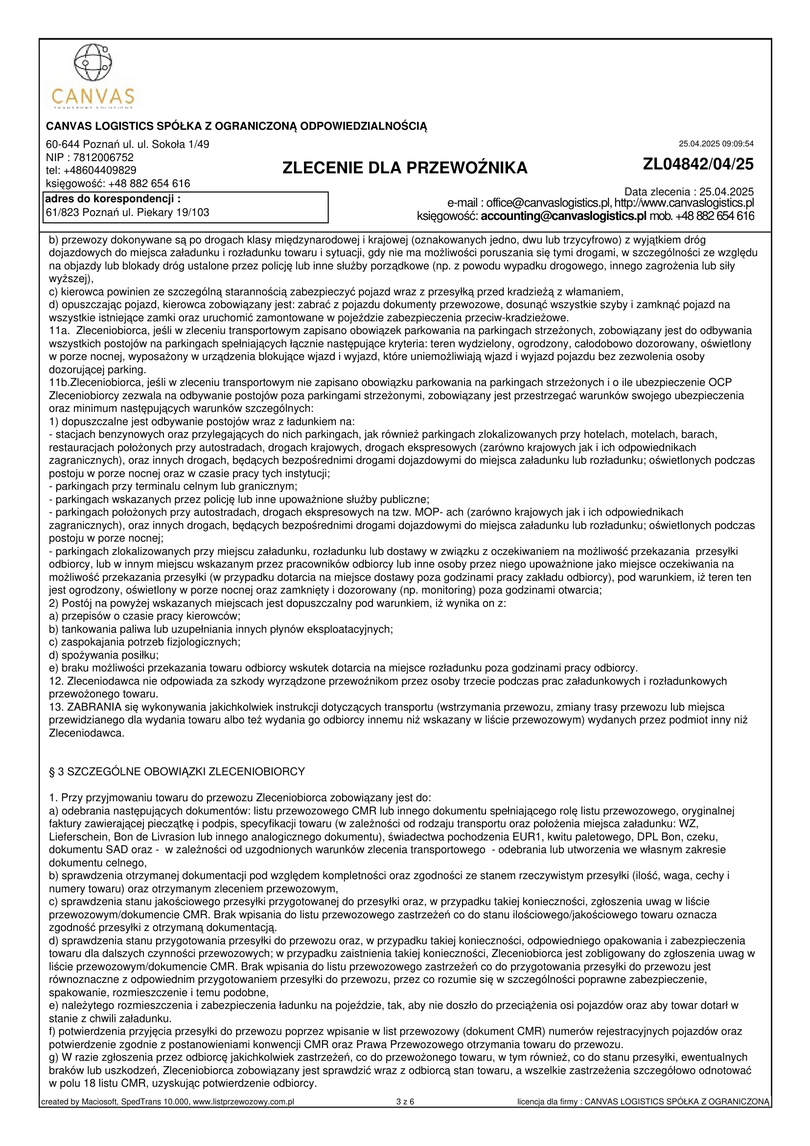 CANVAS
TRANSPORT SOLUTIONS
CANVAS LOGISTICS SPÓŁKA Z OGRANICZONĄ ODPOWIEDZIALNOŚCIĄ
60-644 Poznań ul. ul. Sokoła 1/49
NIP : 7812006752
tel: +48604409829
księgowość: +48 882 654 616
adres do korespondencji :
61/823 Poznań ul. Piekary 19/103
ZLECENIE DLA PRZEWOŹNIKA
25.04.2025 09:09:54
ZL04842/04/25
Data zlecenia : 25.04.2025
e-mail : office@canvaslogistics.pl, http://www.canvaslogistics.pl
księgowość: accounting@canvaslogistics.pl mob. +48 882 654 616
b) przewozy dokonywane są po drogach klasy międzynarodowej i krajowej (oznakowanych jedno, dwu lub trzycyfrowo) z wyjątkiem dróg
dojazdowych do miejsca załadunku i rozładunku towaru i sytuacji, gdy nie ma możliwości poruszania się tymi drogami, w szczególności ze względu
na objazdy lub blokady dróg ustalone przez policję lub inne służby porządkowe (np. z powodu wypadku drogowego, innego zagrożenia lub siły
wyższej),
c) kierowca powinien ze szczególną starannością zabezpieczyć pojazd wraz z przesyłką przed kradzieżą z włamaniem,
d) opuszczając pojazd, kierowca zobowiązany jest: zabrać z pojazdu dokumenty przewozowe, dosunąć wszystkie szyby i zamknąć pojazd na
wszystkie istniejące zamki oraz uruchomić zamontowane w pojeździe zabezpieczenia przeciw-kradzieżowe.
11a.  Zleceniobiorca, jeśli w zleceniu transportowym zapisano obowiązek parkowania na parkingach strzeżonych, zobowiązany jest do odbywania
wszystkich postojów na parkingach spełniających łącznie następujące kryteria: teren wydzielony, ogrodzony, całodobowo dozorowany, oświetlony
w porze nocnej, wyposażony w urządzenia blokujące wjazd i wyjazd, które uniemożliwiają wjazd i wyjazd pojazdu bez zezwolenia osoby
dozorującej parking.
11b.Zleceniobiorca, jeśli w zleceniu transportowym nie zapisano obowiązku parkowania na parkingach strzeżonych i o ile ubezpieczenie OCP
Zleceniobiorcy zezwala na odbywanie postojów poza parkingami strzeżonymi, zobowiązany jest przestrzegać warunków swojego ubezpieczenia
oraz minimum następujących warunków szczególnych:
1) dopuszczalne jest odbywanie postojów wraz z ładunkiem na:
- stacjach benzynowych oraz przylegających do nich parkingach, jak również parkingach zlokalizowanych przy hotelach, motelach, barach,
restauracjach położonych przy autostradach, drogach krajowych, drogach ekspresowych (zarówno krajowych jak i ich odpowiednikach
zagranicznych), oraz innych drogach, będących bezpośrednimi drogami dojazdowymi do miejsca załadunku lub rozładunku; oświetlonych podczas
postoju w porze nocnej oraz w czasie pracy tych instytucji;
- parkingach przy terminalu celnym lub granicznym;
- parkingach wskazanych przez policję lub inne upoważnione służby publiczne;
- parkingach położonych przy autostradach, drogach ekspresowych na tzw. MOP- ach (zarówno krajowych jak i ich odpowiednikach
zagranicznych), oraz innych drogach, będących bezpośrednimi drogami dojazdowymi do miejsca załadunku lub rozładunku; oświetlonych podczas
postoju w porze nocnej;
- parkingach zlokalizowanych przy miejscu załadunku, rozładunku lub dostawy w związku z oczekiwaniem na możliwość przekazania  przesyłki
odbiorcy, lub w innym miejscu wskazanym przez pracowników odbiorcy lub inne osoby przez niego upoważnione jako miejsce oczekiwania na
możliwość przekazania przesyłki (w przypadku dotarcia na miejsce dostawy poza godzinami pracy zakładu odbiorcy), pod warunkiem, iż teren ten
jest ogrodzony, oświetlony w porze nocnej oraz zamknięty i dozorowany (np. monitoring) poza godzinami otwarcia;
2) Postój na powyżej wskazanych miejscach jest dopuszczalny pod warunkiem, iż wynika on z:
a) przepisów o czasie pracy kierowców;
b) tankowania paliwa lub uzupełniania innych płynów eksploatacyjnych;
c) zaspokajania potrzeb fizjologicznych;
d) spożywania posiłku;
e) braku możliwości przekazania towaru odbiorcy wskutek dotarcia na miejsce rozładunku poza godzinami pracy odbiorcy.
12. Zleceniodawca nie odpowiada za szkody wyrządzone przewoźnikom przez osoby trzecie podczas prac załadunkowych i rozładunkowych
przewożonego towaru.
13. ZABRANIA się wykonywania jakichkolwiek instrukcji dotyczących transportu (wstrzymania przewozu, zmiany trasy przewozu lub miejsca
przewidzianego dla wydania towaru albo też wydania go odbiorcy innemu niż wskazany w liście przewozowym) wydanych przez podmiot inny niż
Zleceniodawca.
§ 3 SZCZEGÓLNE OBOWIĄZKI ZLECENIOBIORCY
1. Przy przyjmowaniu towaru do przewozu Zleceniobiorca zobowiązany jest do:
a) odebrania następujących dokumentów: listu przewozowego CMR lub innego dokumentu spełniającego rolę listu przewozowego, oryginalnej
faktury zawierającej pieczątkę i podpis, specyfikacji towaru (w zależności od rodzaju transportu oraz położenia miejsca załadunku: WZ,
Lieferschein, Bon de Livrasion lub innego analogicznego dokumentu), świadectwa pochodzenia EUR1, kwitu paletowego, DPL Bon, czeku,
dokumentu SAD oraz -  w zależności od uzgodnionych warunków zlecenia transportowego  - odebrania lub utworzenia we własnym zakresie
dokumentu celnego,
b) sprawdzenia otrzymanej dokumentacji pod względem kompletności oraz zgodności ze stanem rzeczywistym przesyłki (ilość, waga, cechy i
numery towaru) oraz otrzymanym zleceniem przewozowym,
c) sprawdzenia stanu jakościowego przesyłki przygotowanej do przesyłki oraz, w przypadku takiej konieczności, zgłoszenia uwag w liście
przewozowym/dokumencie CMR. Brak wpisania do listu przewozowego zastrzeżeń co do stanu ilościowego/jakościowego towaru oznacza
zgodność przesyłki z otrzymaną dokumentacją.
d) sprawdzenia stanu przygotowania przesyłki do przewozu oraz, w przypadku takiej konieczności, odpowiedniego opakowania i zabezpieczenia
towaru dla dalszych czynności przewozowych; w przypadku zaistnienia takiej konieczności, Zleceniobiorca jest zobligowany do zgłoszenia uwag w
liście przewozowym/dokumencie CMR. Brak wpisania do listu przewozowego zastrzeżeń co do przygotowania przesyłki do przewozu jest
równoznaczne z odpowiednim przygotowaniem przesyłki do przewozu, przez co rozumie się w szczególności poprawne zabezpieczenie,
spakowanie, rozmieszczenie i temu podobne,
e) należytego rozmieszczenia i zabezpieczenia ładunku na pojeździe, tak, aby nie doszło do przeciążenia osi pojazdów oraz aby towar dotarł w
stanie z chwili załadunku.
f) potwierdzenia przyjęcia przesyłki do przewozu poprzez wpisanie w list przewozowy (dokument CMR) numerów rejestracyjnych pojazdów oraz
potwierdzenie zgodnie z postanowieniami konwencji CMR oraz Prawa Przewozowego otrzymania towaru do przewozu.
g) W razie zgłoszenia przez odbiorcę jakichkolwiek zastrzeżeń, co do przewożonego towaru, w tym również, co do stanu przesyłki, ewentualnych
braków lub uszkodzeń, Zleceniobiorca zobowiązany jest sprawdzić wraz z odbiorcą stan towaru, a wszelkie zastrzeżenia szczegółowo odnotować
w polu 18 listu CMR, uzyskując potwierdzenie odbiorcy.
created by Maciosoft, SpedTrans 10.000, www.listprzewozowy.com.pl
3 z 6
licencja dla firmy : CANVAS LOGISTICS SPÓŁKA Z OGRANICZONĄ